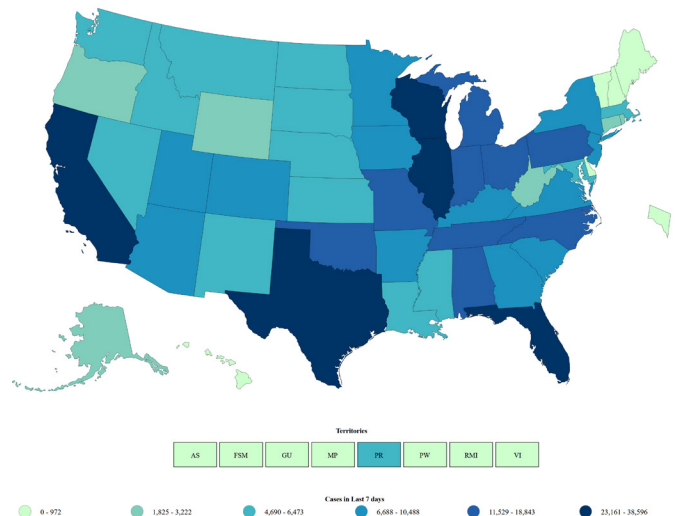 Territories
AS FSM GU MP PR PW RMI VI
Cases in Last 7 days
0 - 972 1,825 - 3,222 4,690 - 6,473 6,688 - 10,488 11,529 - 18,843 23,161 - 38,596